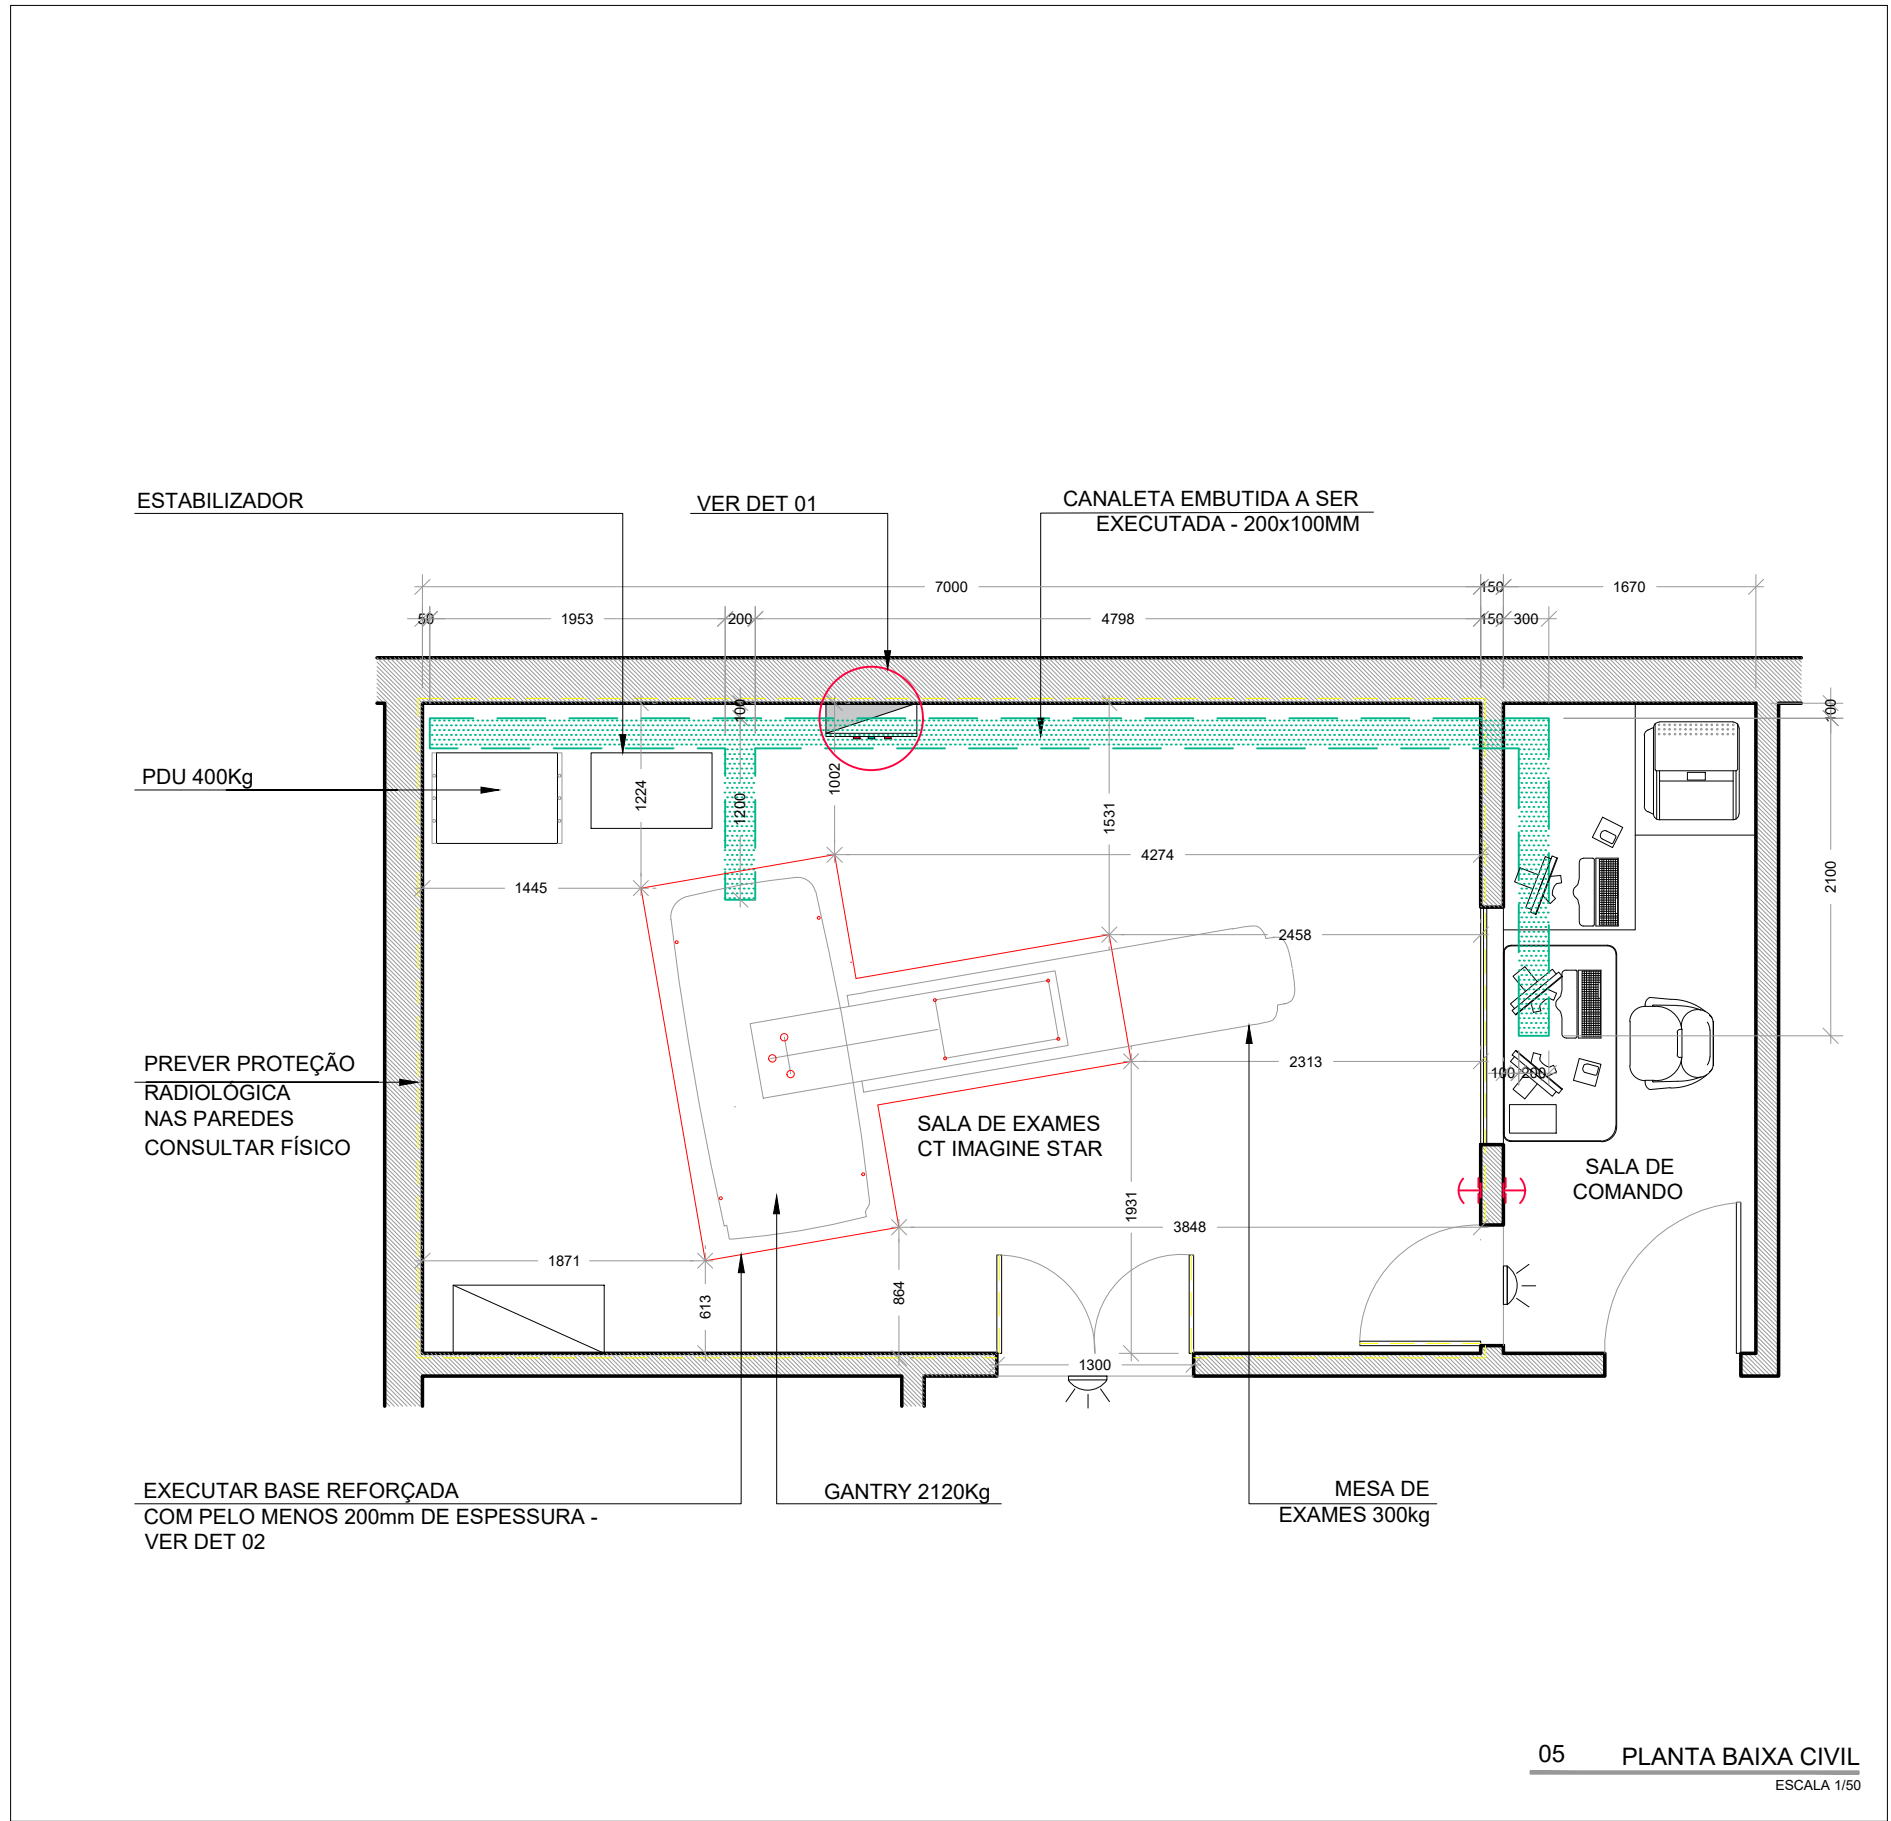 ESTABILIZADOR
VER DET 01
CANALETA EMBUTIDA A SER
EXECUTADA - 200x100MM
7000
150
1670
50
1953
200
4798
150
300
100
100
PDU 400Kg
1224
1200
1002
1531
4274
2100
1445
2458
PREVER PROTEÇÃO
RADIOLÓGICA
NAS PAREDES
CONSULTAR FÍSICO
2313
100
200
SALA DE EXAMES
CT IMAGINE STAR
SALA DE
COMANDO
1931
3848
1871
613
864
1300
EXECUTAR BASE REFORÇADA
COM PELO MENOS 200mm DE ESPESSURA -
VER DET 02
GANTRY 2120Kg
MESA DE
EXAMES 300kg
05 PLANTA BAIXA CIVIL
ESCALA 1/50